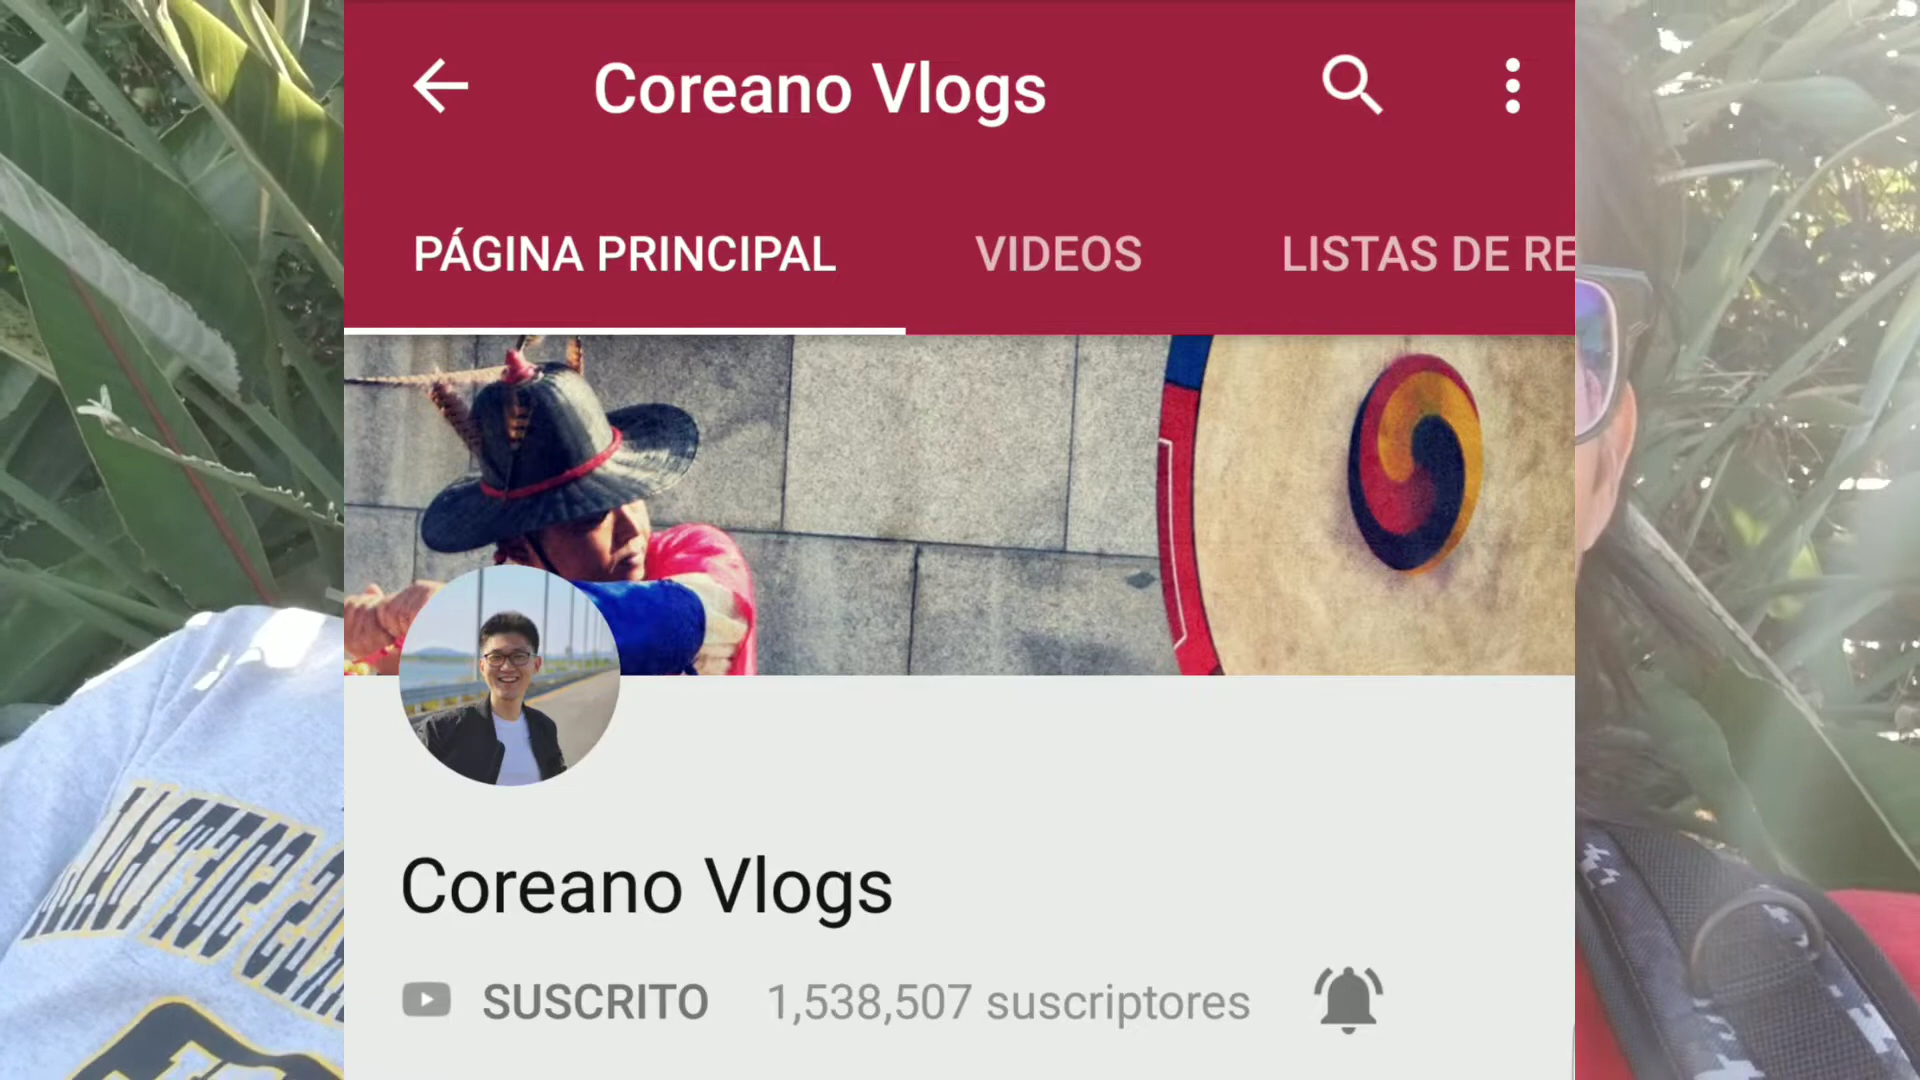 Coreano Vlogs
PÁGINA PRINCIPAL VIDEOS LISTAS DE RE
Coreano Vlogs
SUSCRITO 1,538,507 suscriptores